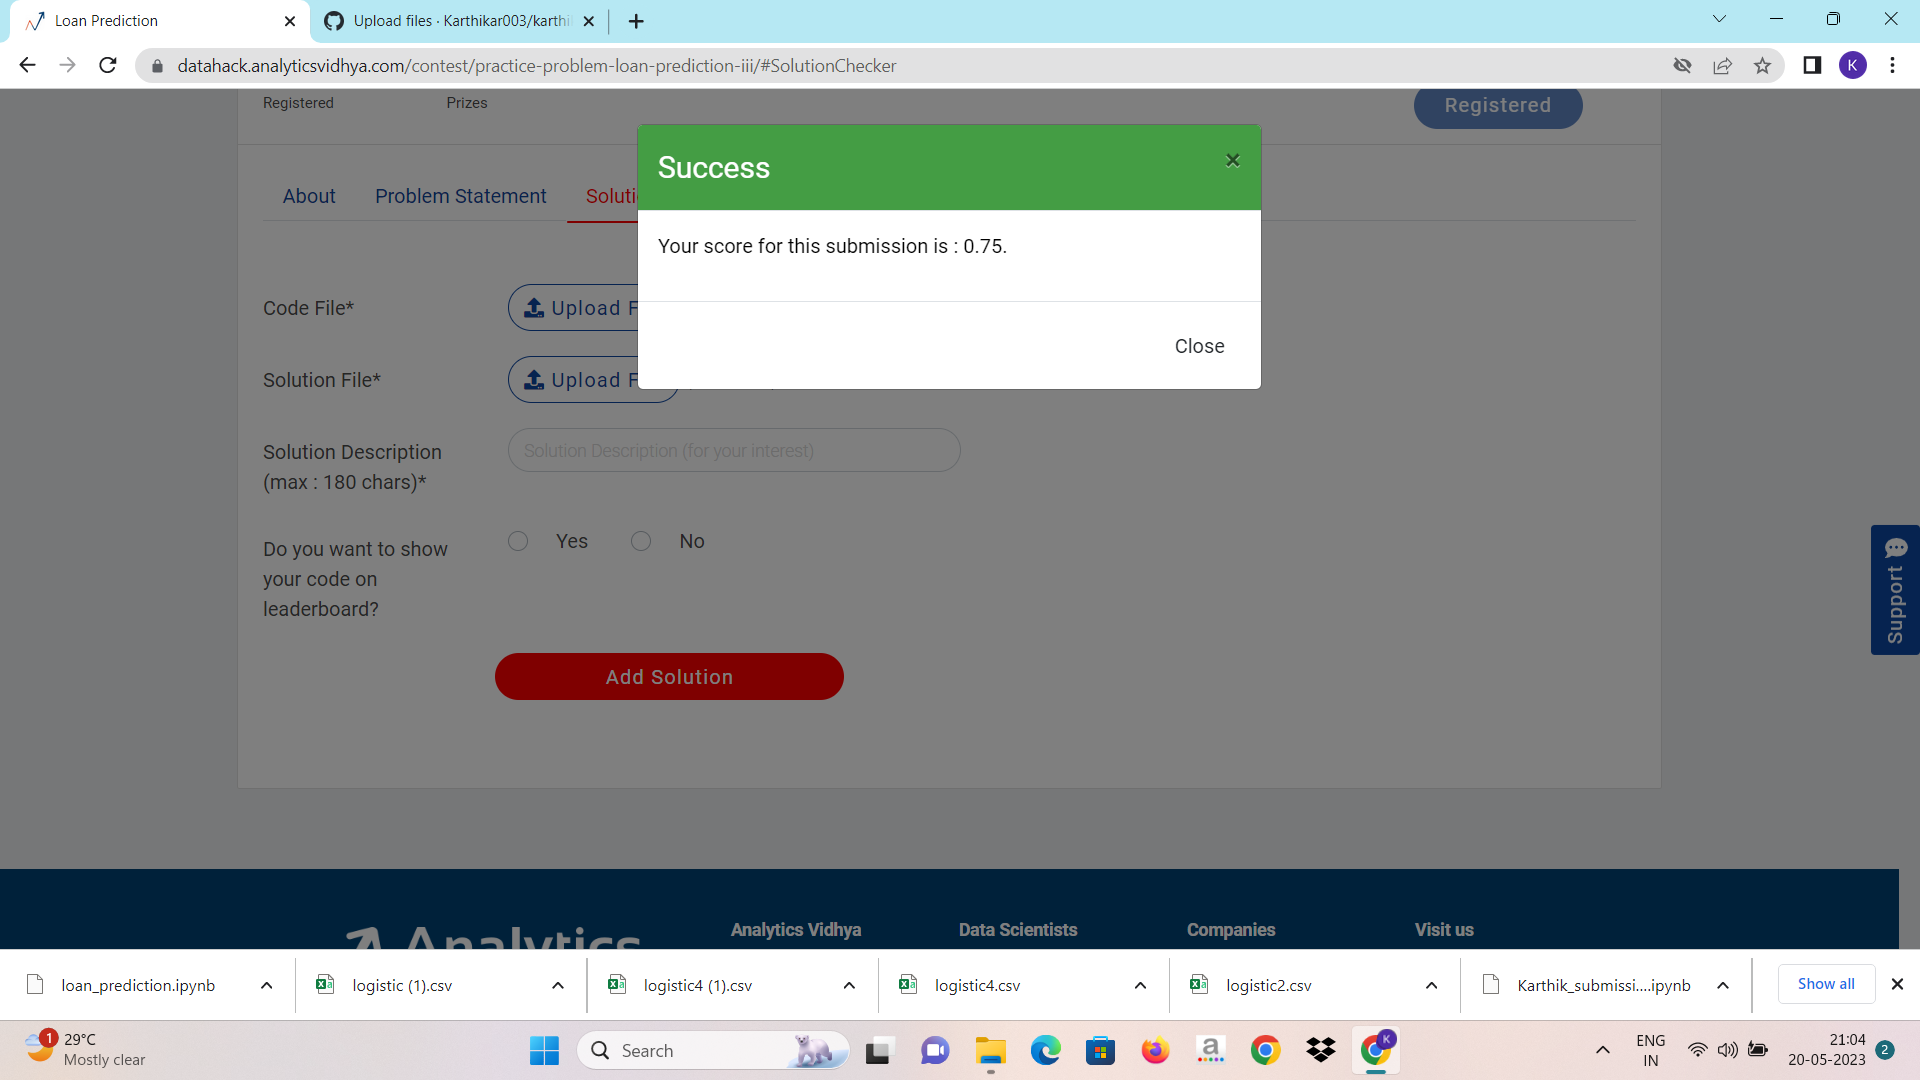 Loan Prediction
Upload files · Karthikar003/karthi
datahack.analyticsvidhya.com/contest/practice-problem-loan-prediction-iii/#SolutionChecker
K
Registered
Prizes
Registered
Success
×
About
Problem Statement
Soluti
Your score for this submission is : 0.75.
Code File*
Upload F
Close
Solution File*
Upload F
Solution Description
(max : 180 chars)*
Solution Description (for your interest)
Do you want to show
your code on
leaderboard?
Yes
No
Support
Add Solution
Analytics
Analytics Vidhya
Data Scientists
Companies
Visit us
loan_prediction.ipynb
logistic (1).csv
logistic4 (1).csv
logistic4.csv
logistic2.csv
Karthik_submissi....ipynb
Show all
1
29°C
Mostly clear
Search
a
K
ENG
IN
21:04
20-05-2023
2